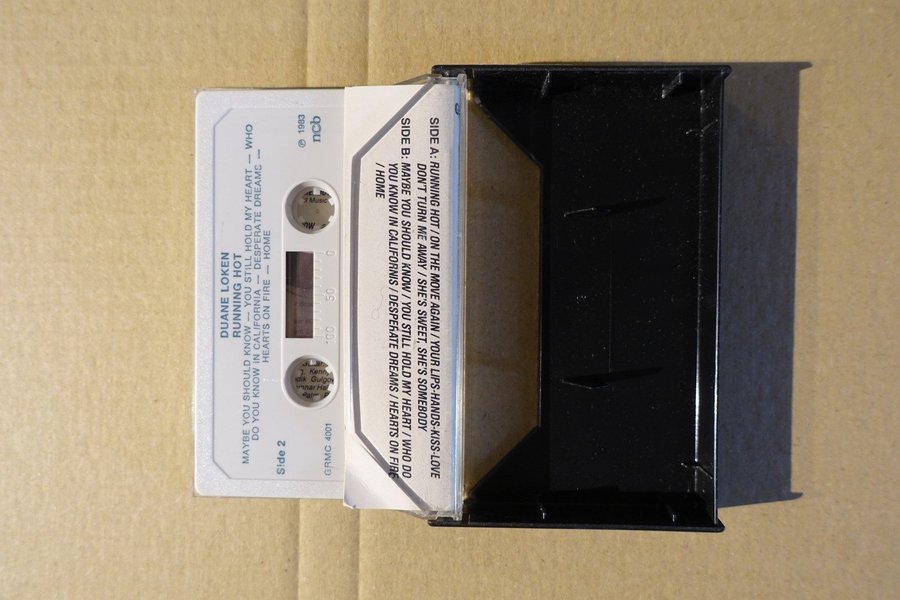 DUANE LOKEN
RUNNING HOT
MAYBE YOU SHOULD KNOW — YOU STILL HOLD MY HEART — WHO
DO YOU KNOW IN CALIFORNIA — DESPERATE DREAMS —
HEARTS ON FIRE — HOME
Side 2
℗ 1983
ncb
GRMC 4001
0
50
100
Music
SIDE A: RUNNING HOT / ON THE MOVE AGAIN / YOUR LIPS-HANDS-KISS-LOVE
DON'T TURN ME AWAY / SHE'S SWEET, SHE'S SOMEBODY
SIDE B: MAYBE YOU SHOULD KNOW / YOU STILL HOLD MY HEART / WHO DO
YOU KNOW IN CALIFORNIS / DESPERATE DREAMS / HEARTS ON FIRE
/ HOME